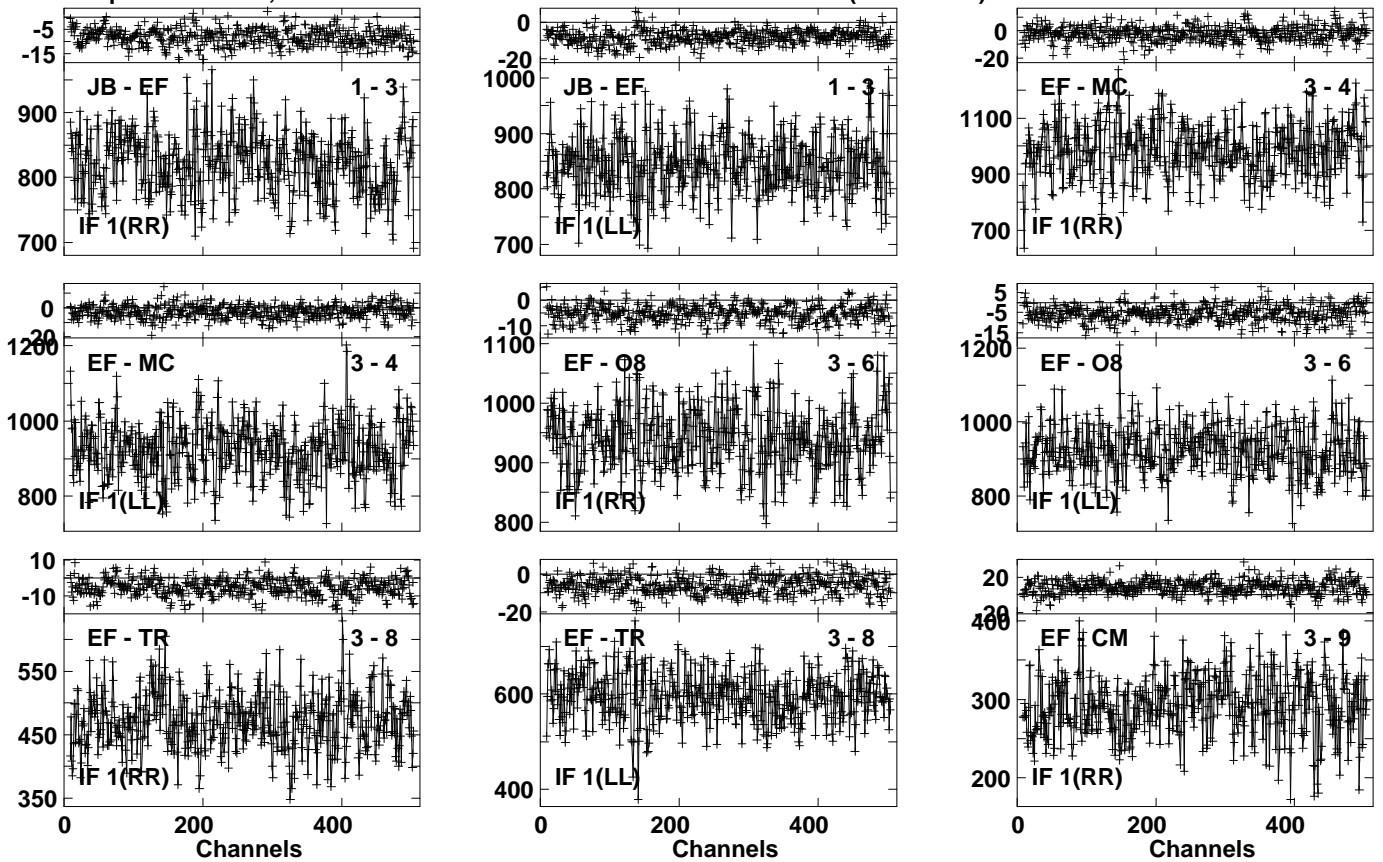 -5
-15
JB - EF 1 - 3
900
800
700
IF 1(RR)
0
-20
1000
JB - EF 1 - 3
900
800
700
IF 1(LL)
0
-20
EF - MC 3 - 4
1100
900
700
IF 1(RR)
0
20
1200
EF - MC 3 - 4
1000
800
IF 1(LL)
0
-10
1100
EF - O8 3 - 6
1000
900
800
IF 1(RR)
5
-5
-15
1200
EF - O8 3 - 6
1000
800
IF 1(LL)
10
-10
EF - TR 3 - 8
550
450
350
IF 1(RR)
0 200 400
Channels
0
-20
EF - TR 3 - 8
600
400
IF 1(LL)
0 200 400
Channels
20
400
EF - CM 3 - 9
300
200
IF 1(RR)
0 200 400
Channels